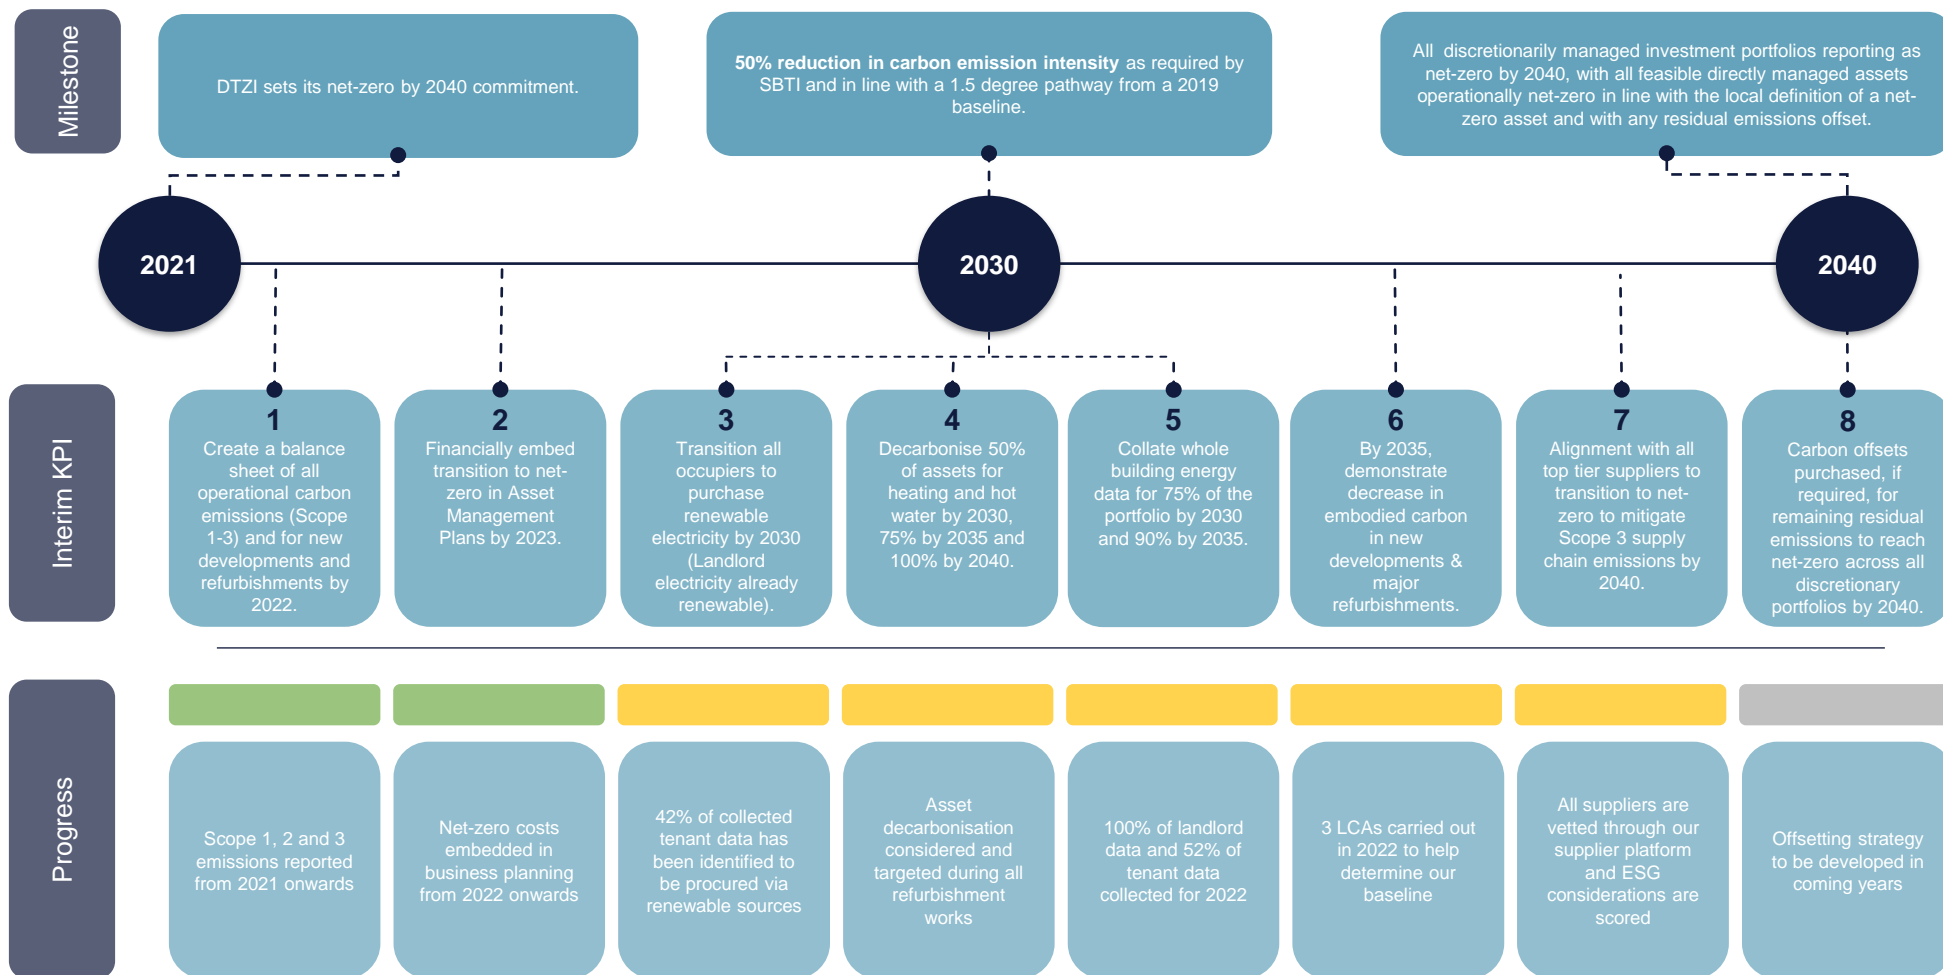 Milestone
DTZI sets its net-zero by 2040 commitment.
50% reduction in carbon emission intensity as required by
SBTI and in line with a 1.5 degree pathway from a 2019
baseline.
All discretionarily managed investment portfolios reporting as
net-zero by 2040, with all feasible directly managed assets
operationally net-zero in line with the local definition of a net-
zero asset and with any residual emissions offset.
2021
2030
2040
Interim KPI
1
Create a balance
sheet of all
operational carbon
emissions (Scope
1-3) and for new
developments and
refurbishments by
2022.
2
Financially embed
transition to net-
zero in Asset
Management
Plans by 2023.
3
Transition all
occupiers to
purchase
renewable
electricity by 2030
(Landlord
electricity already
renewable).
4
Decarbonise 50%
of assets for
heating and hot
water by 2030,
75% by 2035 and
100% by 2040.
5
Collate whole
building energy
data for 75% of the
portfolio by 2030
and 90% by 2035.
6
By 2035,
demonstrate
decrease in
embodied carbon
in new
developments &
major
refurbishments.
7
Alignment with all
top tier suppliers to
transition to net-
zero to mitigate
Scope 3 supply
chain emissions by
2040.
8
Carbon offsets
purchased, if
required, for
remaining residual
emissions to reach
net-zero across all
discretionary
portfolios by 2040.
Progress
Scope 1, 2 and 3
emissions reported
from 2021 onwards
Net-zero costs
embedded in
business planning
from 2022 onwards
42% of collected
tenant data has
been identified to
be procured via
renewable sources
Asset
decarbonisation
considered and
targeted during all
refurbishment
works
100% of landlord
data and 52% of
tenant data
collected for 2022
3 LCAs carried out
in 2022 to help
determine our
baseline
All suppliers are
vetted through our
supplier platform
and ESG
considerations are
scored
Offsetting strategy
to be developed in
coming years